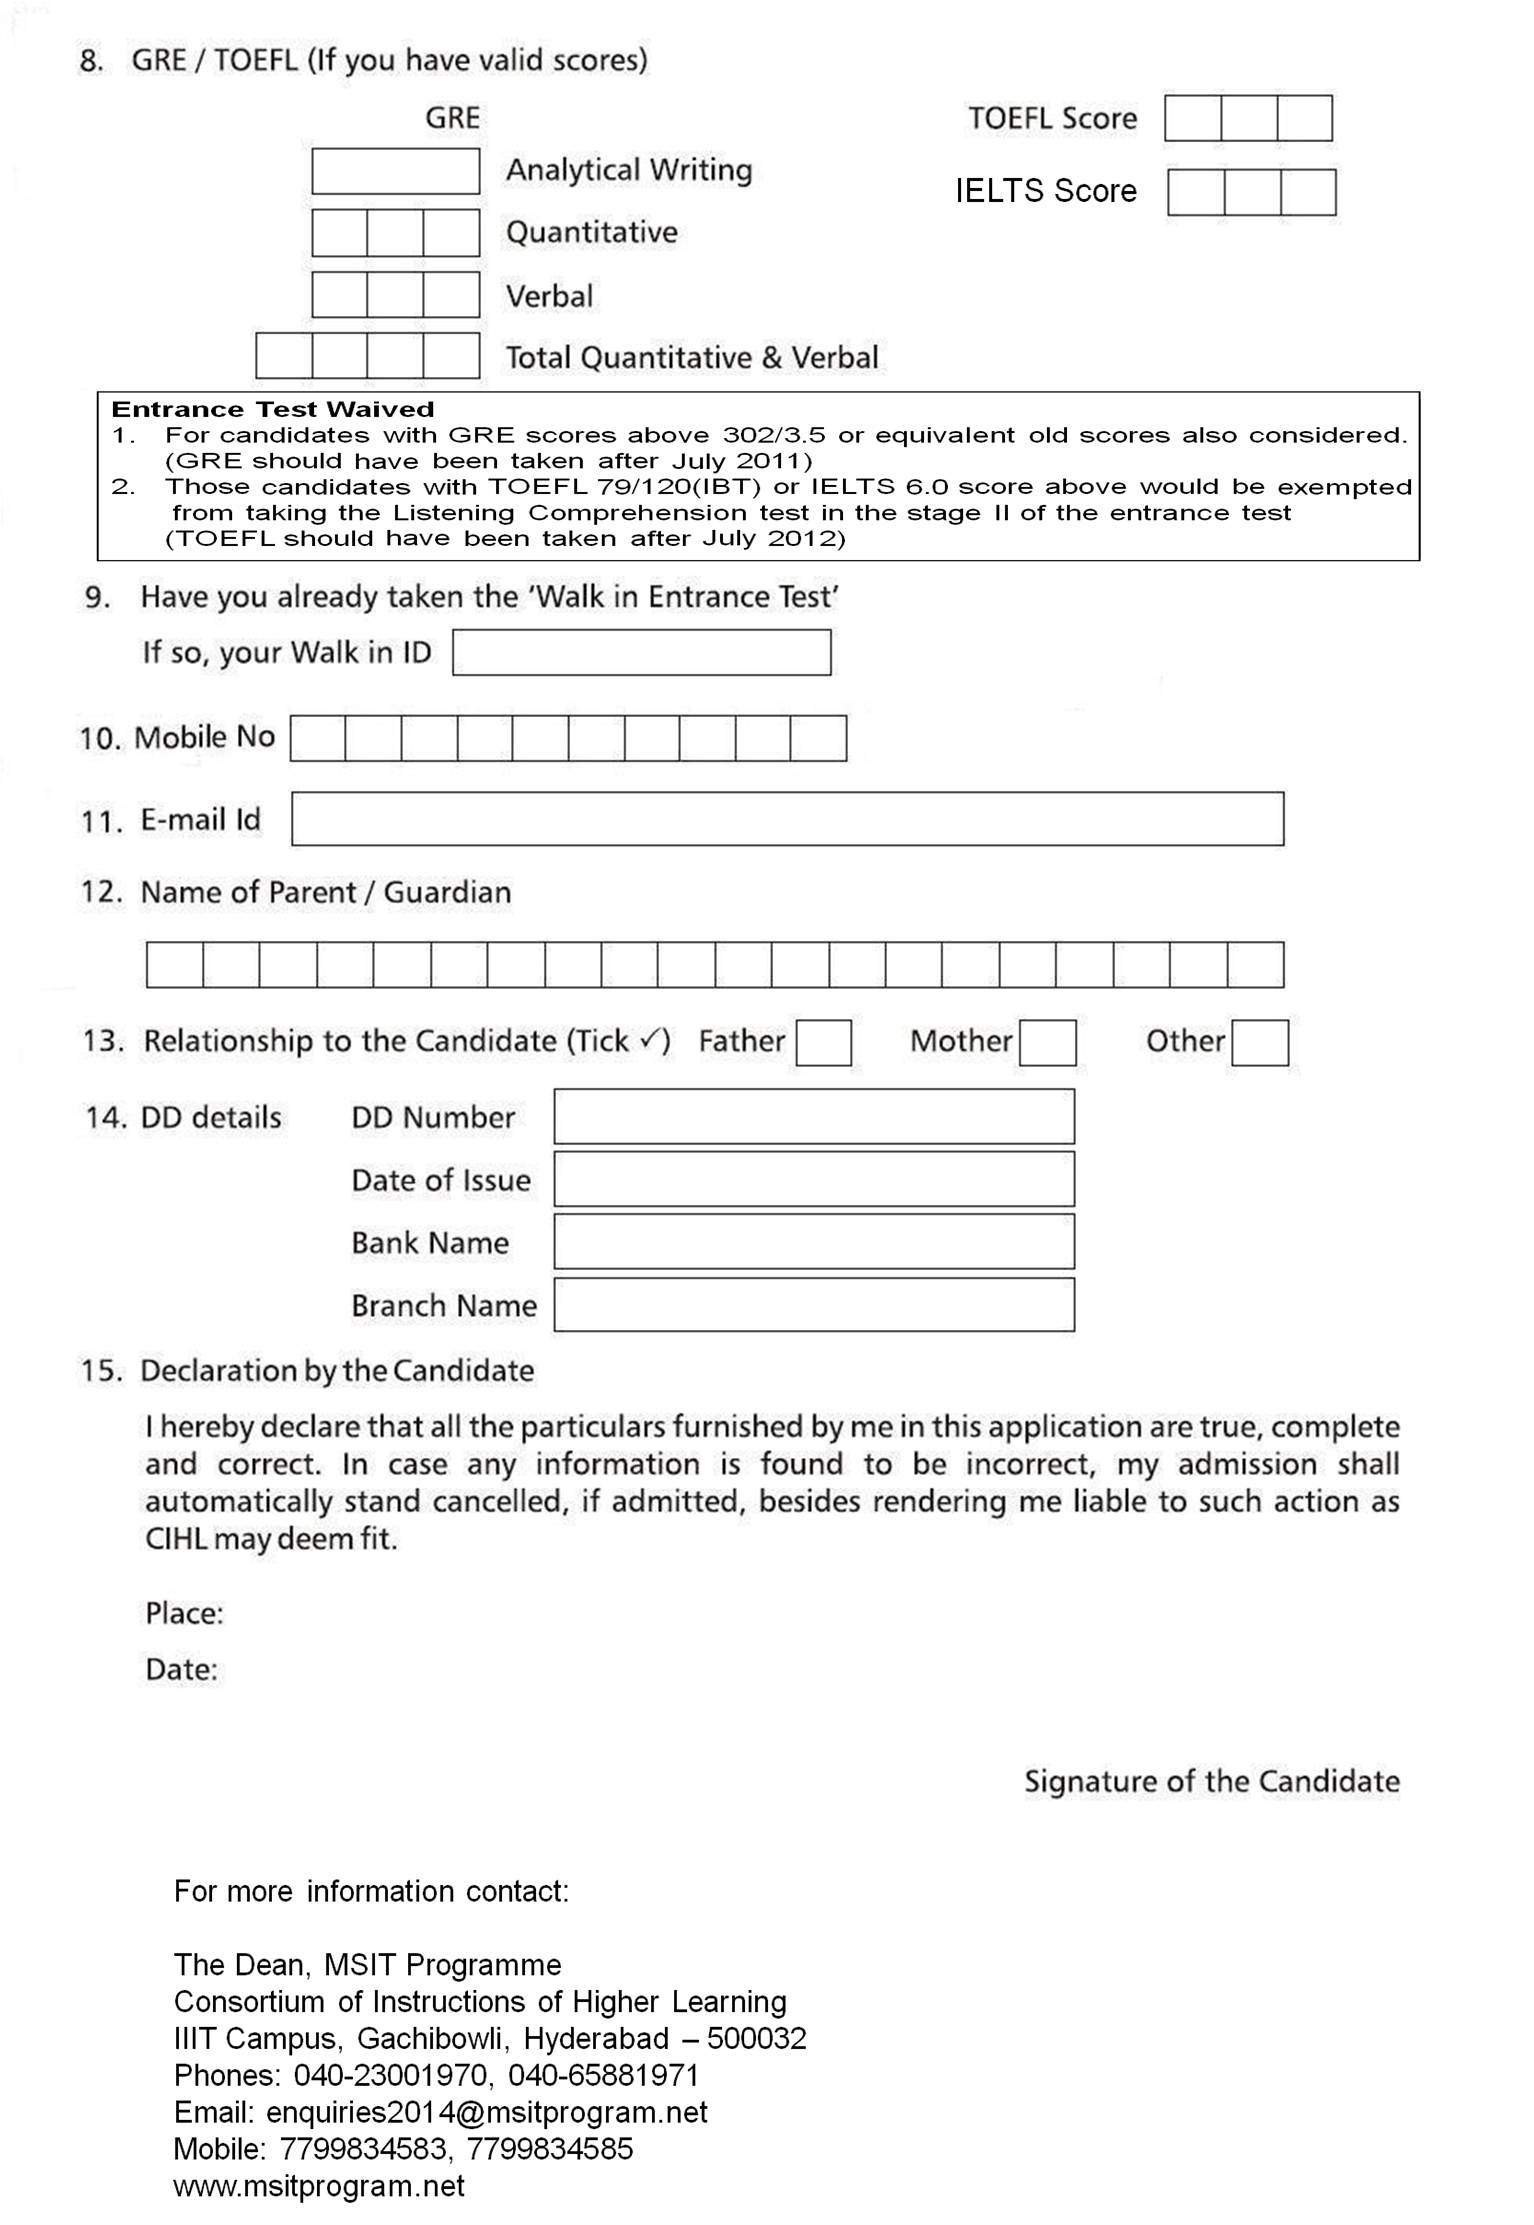 8. GRE / TOEFL (If you have valid scores)
GRE
TOEFL Score
Analytical Writing
IELTS Score
Quantitative
Verbal
Total Quantitative & Verbal
Entrance Test Waived
1. For candidates with GRE scores above 302/3.5 or equivalent old scores also considered.
(GRE should have been taken after July 2011)
2. Those candidates with TOEFL 79/120(IBT) or IELTS 6.0 score above would be exempted
from taking the Listening Comprehension test in the stage II of the entrance test
(TOEFL should have been taken after July 2012)
9. Have you already taken the ‘Walk in Entrance Test’
If so, your Walk in ID
10. Mobile No
11. E-mail Id
12. Name of Parent / Guardian
13. Relationship to the Candidate (Tick ✓) Father Mother Other
14. DD details DD Number
Date of Issue
Bank Name
Branch Name
15. Declaration by the Candidate
I hereby declare that all the particulars furnished by me in this application are true, complete
and correct. In case any information is found to be incorrect, my admission shall
automatically stand cancelled, if admitted, besides rendering me liable to such action as
CIHL may deem fit.
Place:
Date:
Signature of the Candidate
For more information contact:
The Dean, MSIT Programme
Consortium of Instructions of Higher Learning
IIIT Campus, Gachibowli, Hyderabad – 500032
Phones: 040-23001970, 040-65881971
Email: enquiries2014@msitprogram.net
Mobile: 7799834583, 7799834585
www.msitprogram.net